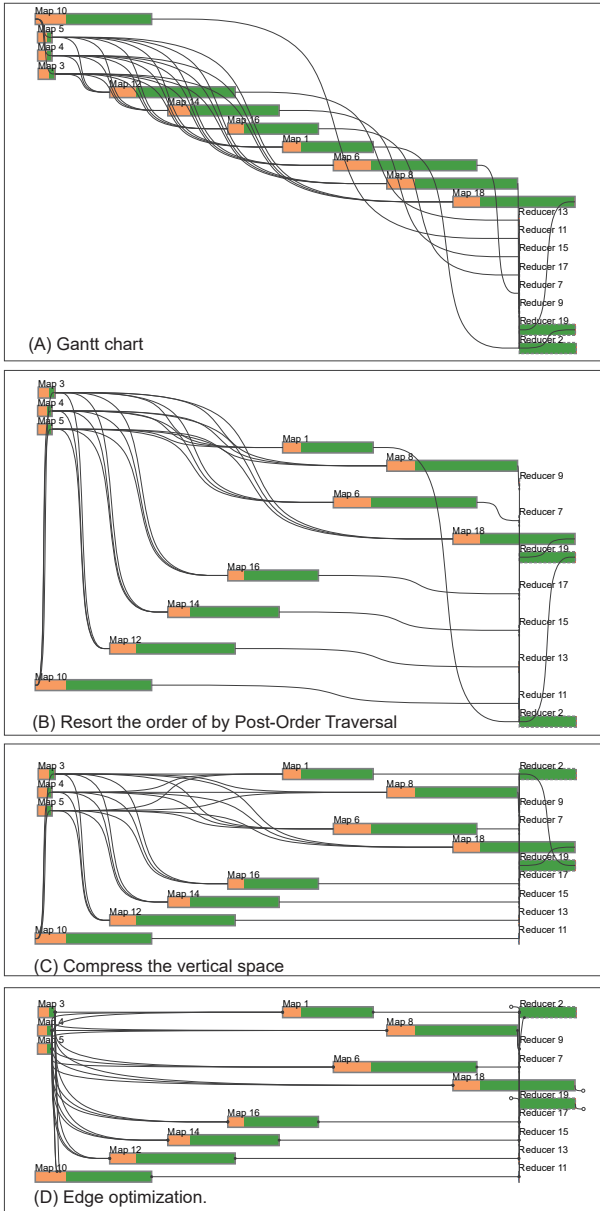 Map 10
Map 5
Map 4
Map 3
Map 12
Map 14
Map 16
Map 1
Map 6
Map 8
Map 18
Reducer 13
Reducer 11
Reducer 15
Reducer 17
Reducer 7
Reducer 9
Reducer 19
Reducer 2
(A) Gantt chart
Map 3
Map 4
Map 5
Map 1
Map 8
Reducer 9
Map 6
Reducer 7
Map 18
Reducer 19
Map 16
Reducer 17
Map 14
Reducer 15
Map 12
Reducer 13
Map 10
Reducer 11
Reducer 2
(B) Resort the order of by Post-Order Traversal
Map 3
Map 1
Reducer 2
Map 4
Map 8
Map 5
Reducer 9
Map 6
Reducer 7
Map 18
Reducer 19
Map 16
Reducer 17
Map 14
Reducer 15
Map 12
Reducer 13
Map 10
Reducer 11
(C) Compress the vertical space
Map 3
Map 1
Reducer 2
Map 4
Map 8
Map 5
Reducer 9
Map 6
Reducer 7
Map 18
Reducer 19
Map 16
Reducer 17
Map 14
Reducer 15
Map 12
Reducer 13
Map 10
Reducer 11
(D) Edge optimization.